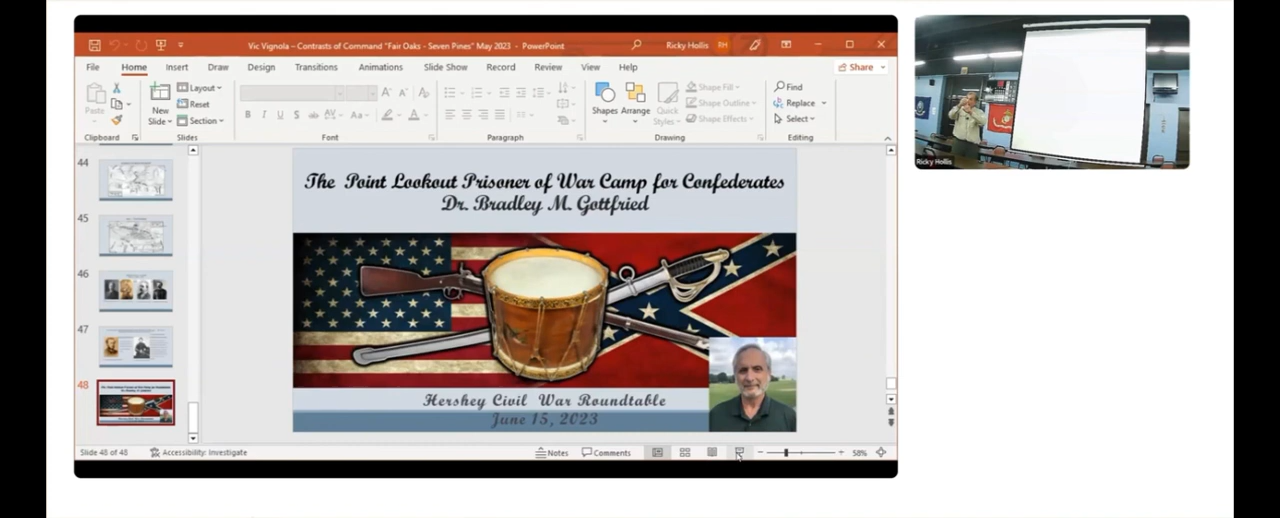 Vic Vignola – Contrasts of Command "Fair Oaks - Seven Pines" May 2023 - PowerPoint
Ricky Hollis RH
File Home Insert Draw Design Transitions Animations Slide Show Record Review View Help Share
Paste
New Slide
Layout
Reset
Section
B I U S ab AV Aa A
Shapes Arrange Quick Styles
Shape Fill
Shape Outline
Shape Effects
Find
Replace
Select
Clipboard Slides Font Paragraph Drawing Editing
44
45
46
47
48
The Point Lookout Prisoner of War Camp for Confederates
Dr. Bradley M. Gottfried
Hershey Civil War Roundtable
June 15, 2023
Slide 48 of 48 Accessibility: Investigate Notes Comments 58%
Ricky Hollis